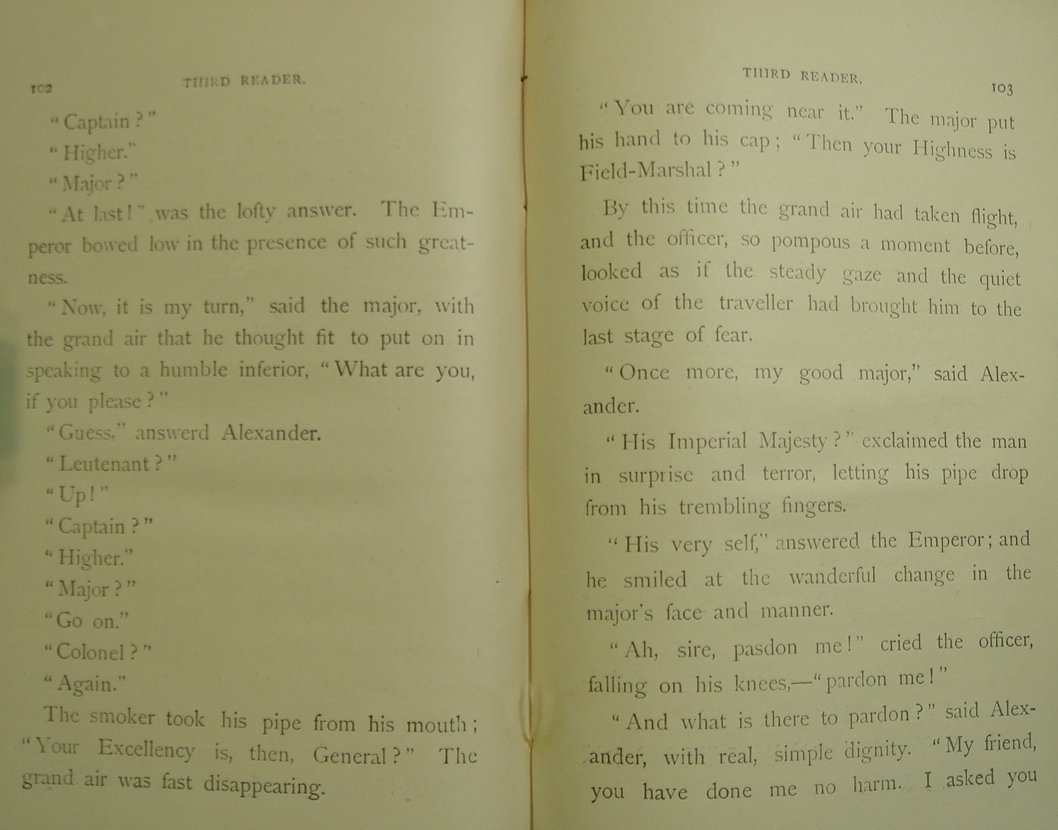 102
THIRD READER.
“Captain?”
“Higher.”
“Major?”
“At last!” was the lofty answer. The Em-
peror bowed low in the presence of such great-
ness.
“Now, it is my turn,” said the major, with
the grand air that he thought fit to put on in
speaking to a humble inferior, “What are you,
if you please?”
“Guess,” answerd Alexander.
“Leutenant?”
“Up!”
“Captain?”
“Higher.”
“Major?”
“Go on.”
“Colonel?”
“Again.”
The smoker took his pipe from his mouth;
“Your Excellency is, then, General?” The
grand air was fast disappearing.
THIRD READER.
103
“You are coming near it.” The major put
his hand to his cap; “Then your Highness is
Field-Marshal?”
By this time the grand air had taken flight,
and the officer, so pompous a moment before,
looked as if the steady gaze and the quiet
voice of the traveller had brought him to the
last stage of fear.
“Once more, my good major,” said Alex-
ander.
“His Imperial Majesty?” exclaimed the man
in surprise and terror, letting his pipe drop
from his trembling fingers.
“His very self,” answered the Emperor; and
he smiled at the wanderful change in the
major's face and manner.
“Ah, sire, pasdon me!” cried the officer,
falling on his knees,—“pardon me!”
“And what is there to pardon?” said Alex-
ander, with real, simple dignity. “My friend,
you have done me no harm. I asked you